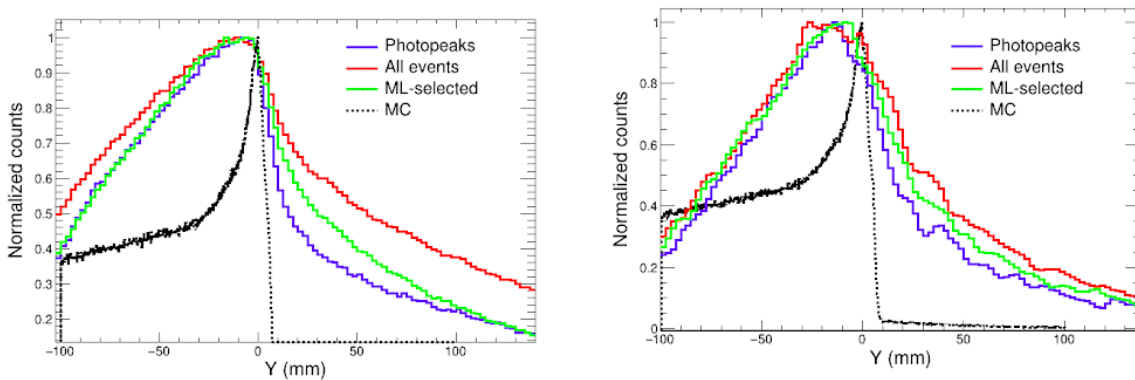 Normalized counts
1
0.9
0.8
0.7
0.6
0.5
0.4
0.3
0.2
Photopeaks
All events
ML-selected
MC
−100
−50
0
50
100
Y (mm)
Normalized counts
1
0.8
0.6
0.4
0.2
0
Photopeaks
All events
ML-selected
MC
−100
−50
0
50
100
Y (mm)